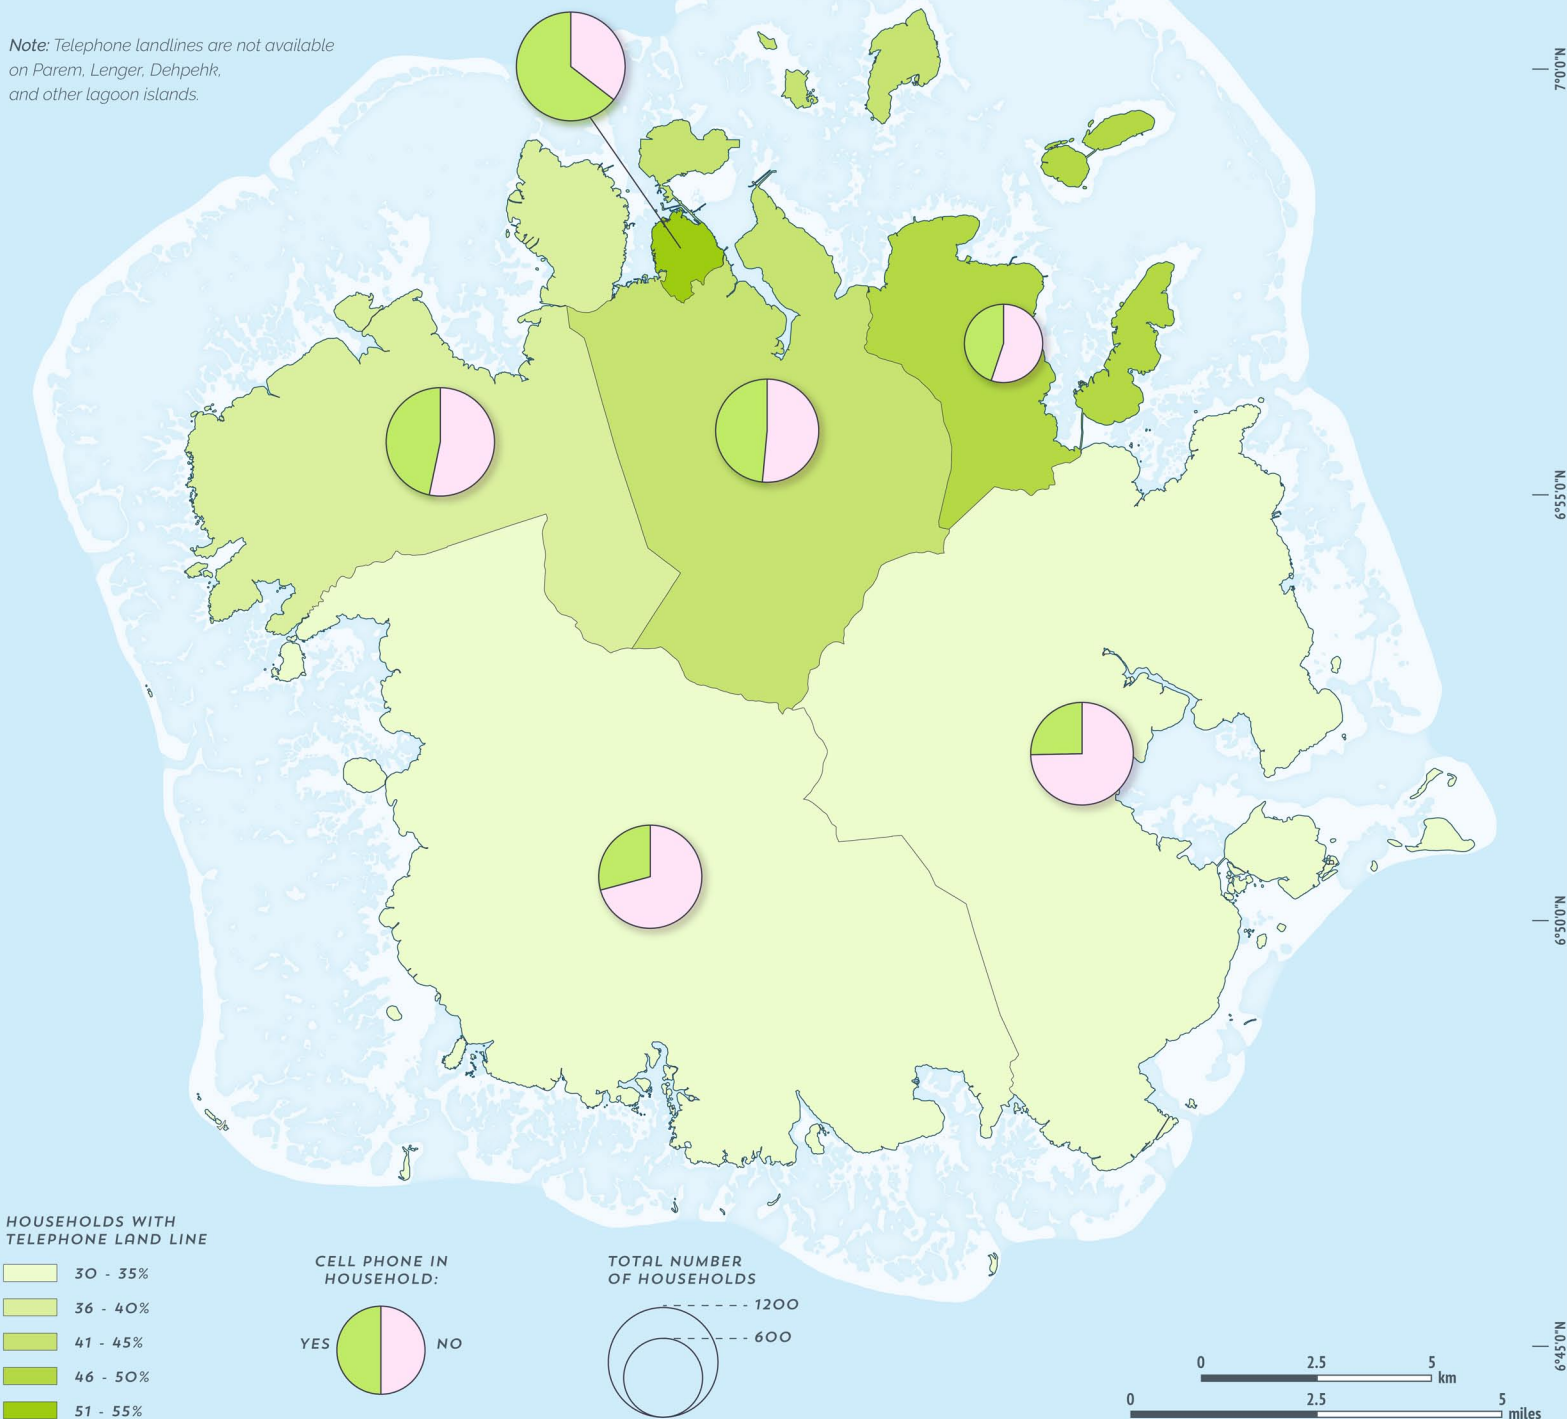 Note: Telephone landlines are not available
on Parem, Lenger, Dehpehk,
and other lagoon islands.
7°0'0"N
6°55'0"N
6°50'0"N
6°45'0"N
HOUSEHOLDS WITH
TELEPHONE LAND LINE
30 - 35%
36 - 40%
41 - 45%
46 - 50%
51 - 55%
CELL PHONE IN
HOUSEHOLD:
YES
NO
TOTAL NUMBER
OF HOUSEHOLDS
1200
600
0 2.5 5
km
0 2.5 5
miles